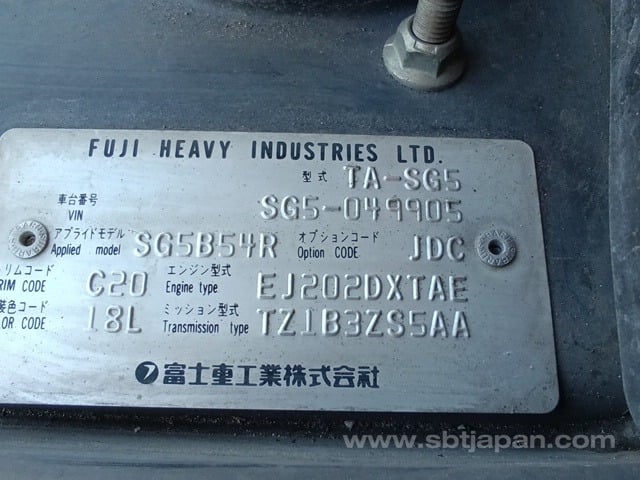 FUJI HEAVY INDUSTRIES LTD.
型式 TA-SG5
車台番号 VIN SG5-049905
アプライドモデル Applied model SG5B54R オプションコード Option CODE JDC
リムコード RIM CODE C20 エンジン型式 Engine type EJ202DXTAE
装色コード LOR CODE 18L ミッション型式 Transmission type TZ1B3ZS5AA
富士重工業株式会社
www.sbtjapan.com